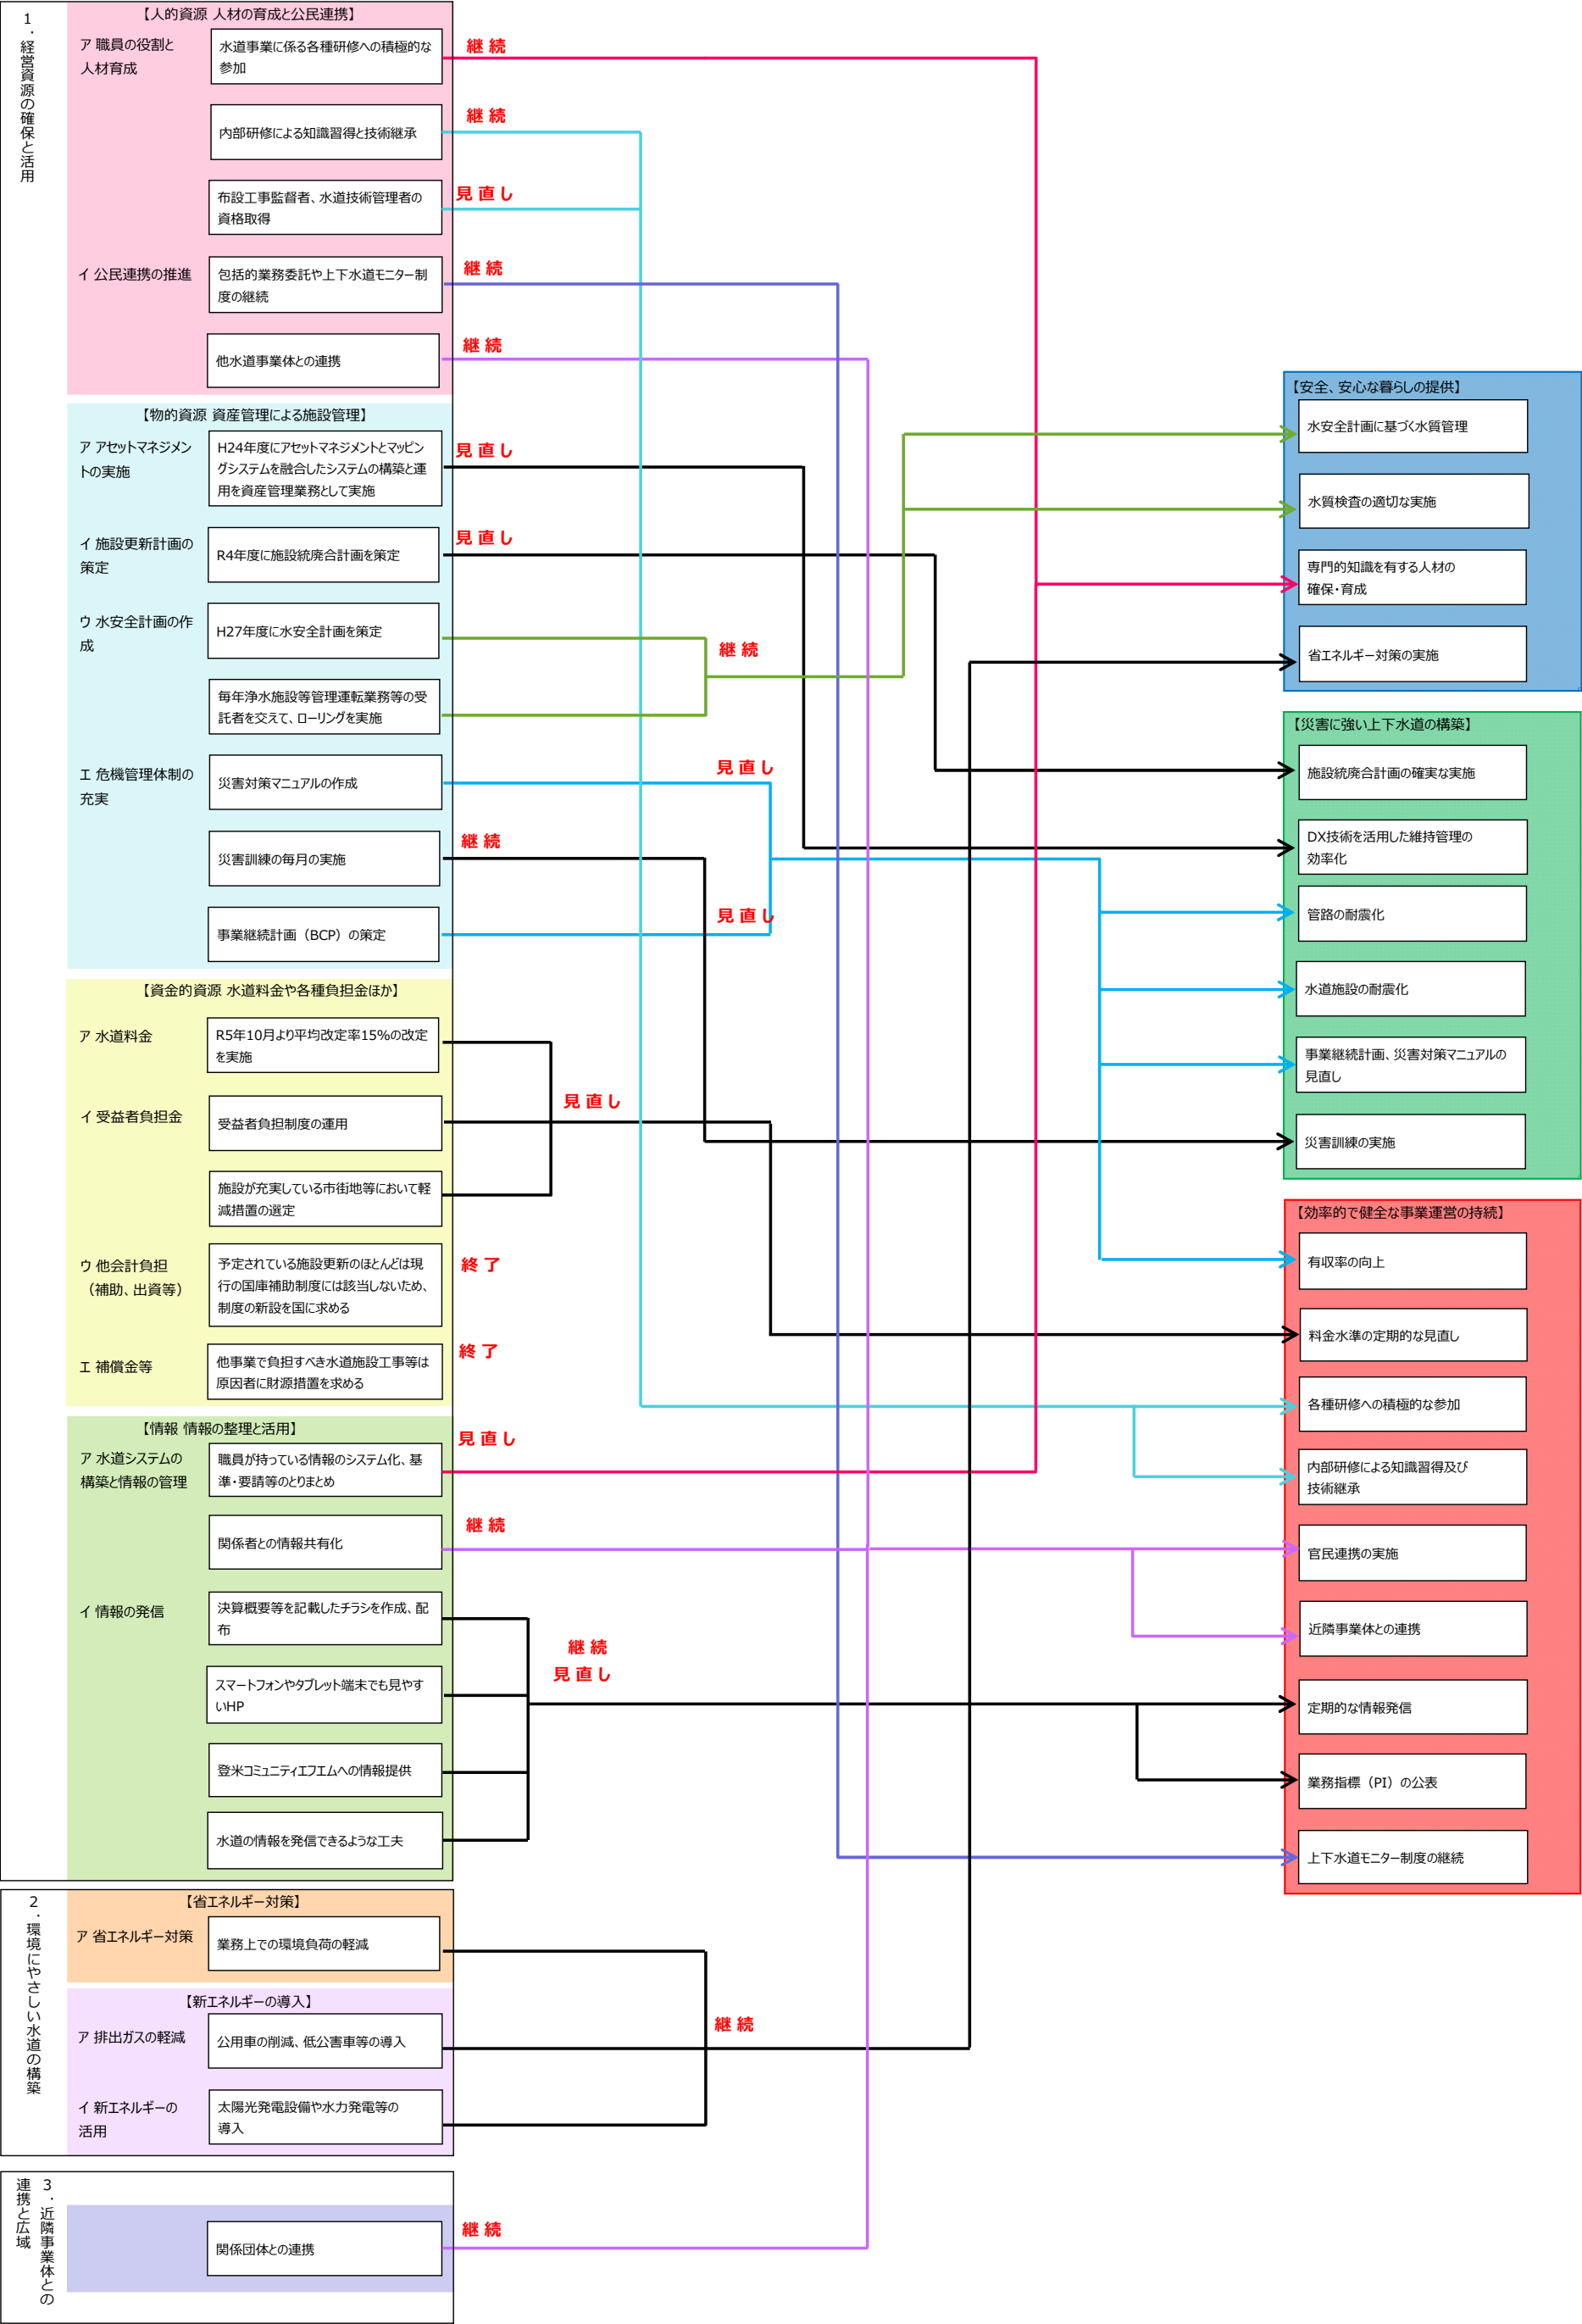 1．経営資源の確保と活用
【人的資源 人材の育成と公民連携】
ア 職員の役割と
人材育成
水道事業に係る各種研修への積極的な
参加
継 続
内部研修による知識習得と技術継承
継 続
布設工事監督者、水道技術管理者の
資格取得
見 直 し
イ 公民連携の推進
包括的業務委託や上下水道モニター制
度の継続
継 続
他水道事業体との連携
継 続
【物的資源 資産管理による施設管理】
ア アセットマネジメン
トの実施
H24年度にアセットマネジメントとマッピン
グシステムを融合したシステムの構築と運
用を資産管理業務として実施
見 直 し
イ 施設更新計画の
策定
R4年度に施設統廃合計画を策定
見 直 し
ウ 水安全計画の作
成
H27年度に水安全計画を策定
継 続
毎年浄水施設等管理運転業務等の受
託者を交えて、ローリングを実施
エ 危機管理体制の
充実
災害対策マニュアルの作成
見 直 し
災害訓練の毎月の実施
継 続
事業継続計画（BCP）の策定
見 直 し
【資金的資源 水道料金や各種負担金ほか】
ア 水道料金
R5年10月より平均改定率15%の改定
を実施
イ 受益者負担金
受益者負担制度の運用
見 直 し
施設が充実している市街地等において軽
減措置の選定
ウ 他会計負担
（補助、出資等）
予定されている施設更新のほとんどは現
行の国庫補助制度には該当しないため、
制度の新設を国に求める
終 了
エ 補償金等
他事業で負担すべき水道施設工事等は
原因者に財源措置を求める
終 了
【情報 情報の整理と活用】
ア 水道システムの
構築と情報の管理
職員が持っている情報のシステム化、基
準・要請等のとりまとめ
見 直 し
関係者との情報共有化
継 続
イ 情報の発信
決算概要等を記載したチラシを作成、配
布
継 続
見 直 し
スマートフォンやタブレット端末でも見やす
いHP
登米コミュニティエフエムへの情報提供
水道の情報を発信できるような工夫
2．環境にやさしい水道の構築
【省エネルギー対策】
ア 省エネルギー対策
業務上での環境負荷の軽減
【新エネルギーの導入】
ア 排出ガスの軽減
公用車の削減、低公害車等の導入
継 続
イ 新エネルギーの
活用
太陽光発電設備や水力発電等の
導入
3．近隣事業体との
連携と広域
関係団体との連携
継 続
【安全、安心な暮らしの提供】
水安全計画に基づく水質管理
水質検査の適切な実施
専門的知識を有する人材の
確保・育成
省エネルギー対策の実施
【災害に強い上下水道の構築】
施設統廃合計画の確実な実施
DX技術を活用した維持管理の
効率化
管路の耐震化
水道施設の耐震化
事業継続計画、災害対策マニュアルの
見直し
災害訓練の実施
【効率的で健全な事業運営の持続】
有収率の向上
料金水準の定期的な見直し
各種研修への積極的な参加
内部研修による知識習得及び
技術継承
官民連携の実施
近隣事業体との連携
定期的な情報発信
業務指標（PI）の公表
上下水道モニター制度の継続